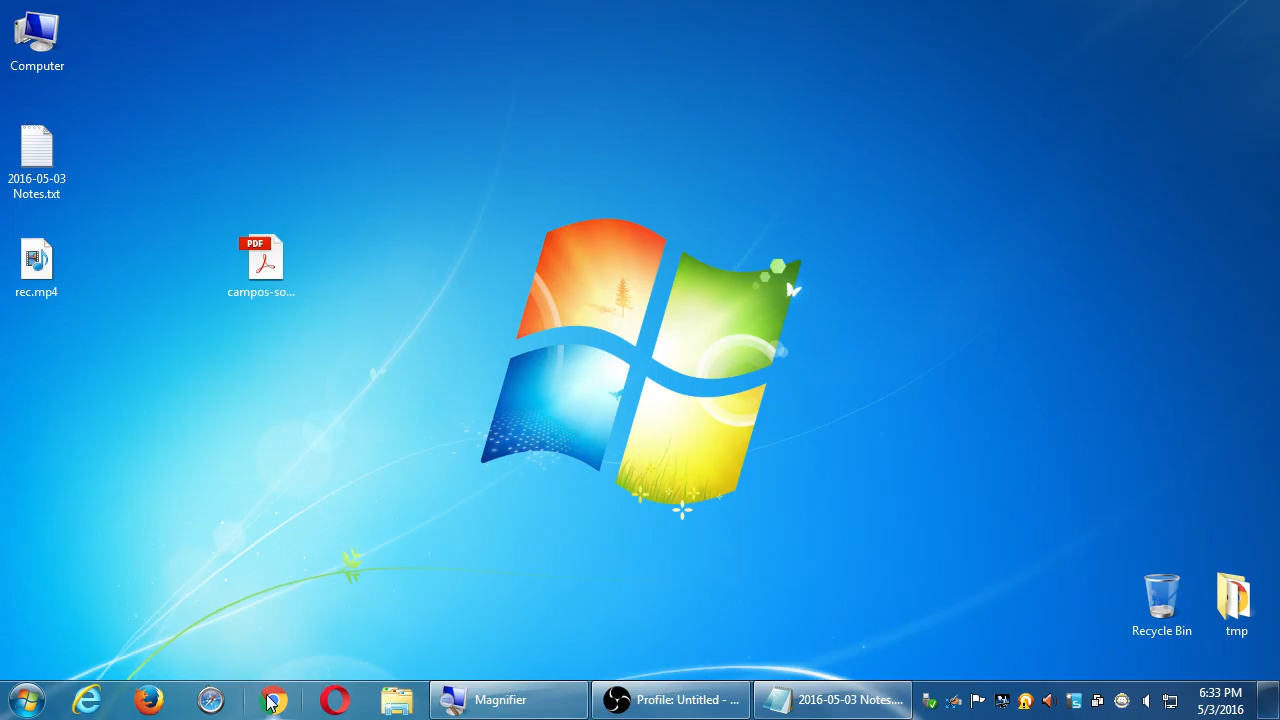 Computer
2016-05-03
Notes.txt
rec.mp4
PDF
campos-so...
Recycle Bin
tmp
Magnifier
Profile: Untitled - ...
2016-05-03 Notes....
6:33 PM
5/3/2016